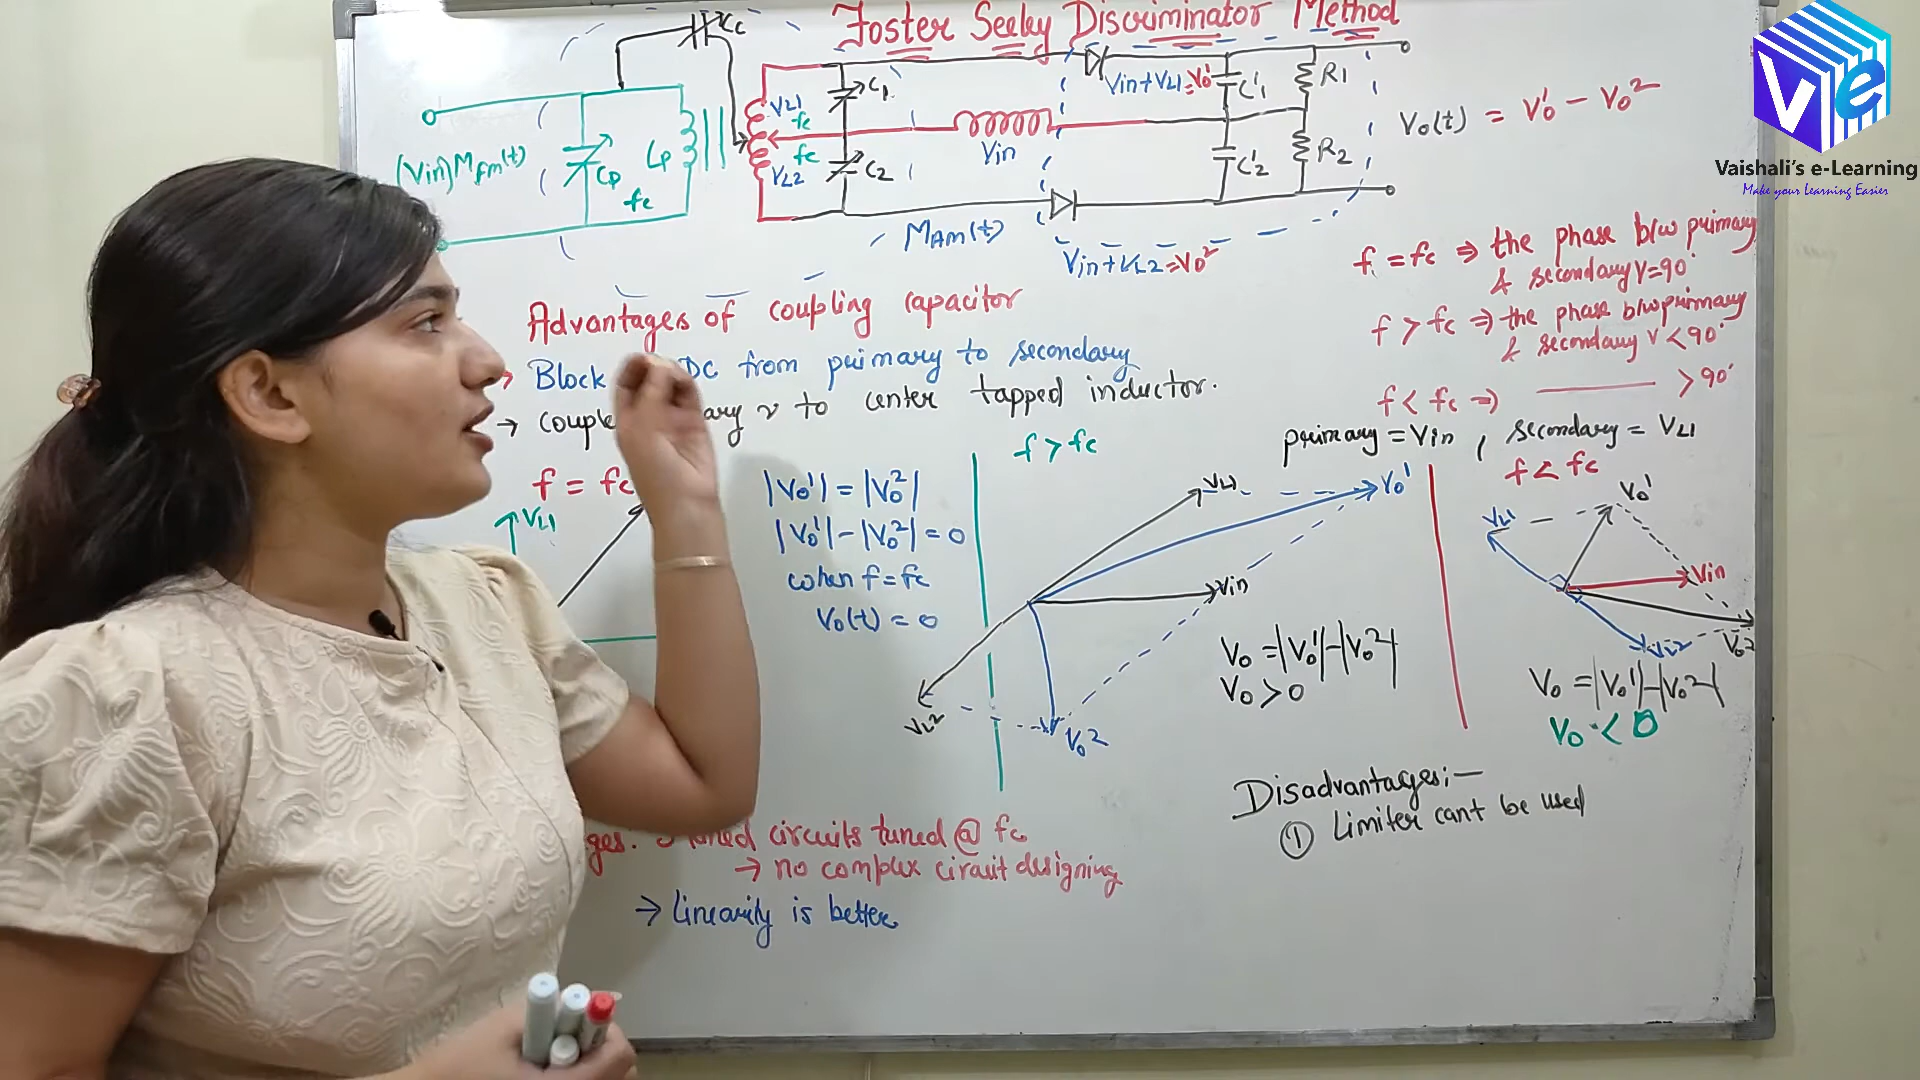 Foster Seeley Discriminator Method
Cc
(Vin) Mfm(t)
Cp
fc
Lp
VL1
fc
fc
VL2
C1
C2
Vin
MAm(t)
Vin+VL1=Vo¹
Vin+VL2=Vo²
C'1
C'2
R1
R2
Vo(t) = Vo¹ - Vo²
Ve
Vaishali's e-Learning
Make your Learning Easier
f = fc ⇒ the phase b/w primary
& secondary V=90°
f > fc ⇒ the phase b/w primary
& secondary V <90°
f < fc ⇒ ——— >90°
primary = Vin , secondary = VL1
Advantages of coupling capacitor
→ Block DC from primary to secondary
→ couple v to center tapped inductor.
f = fc
VL1
|Vo¹| = |Vo²|
|Vo¹| - |Vo²| = 0
when f = fc
Vo(t) = 0
f > fc
VL1
Vo¹
Vin
VL2
Vo²
Vo = |Vo¹| - |Vo²|
Vo > 0
f < fc
VL1
Vo¹
Vin
VL2
Vo²
Vo = |Vo¹| - |Vo²|
Vo < 0
Disadvantages:—
① Limiter cant be used
circuits tuned @ fc
→ no complex circuit designing
→ linearity is better